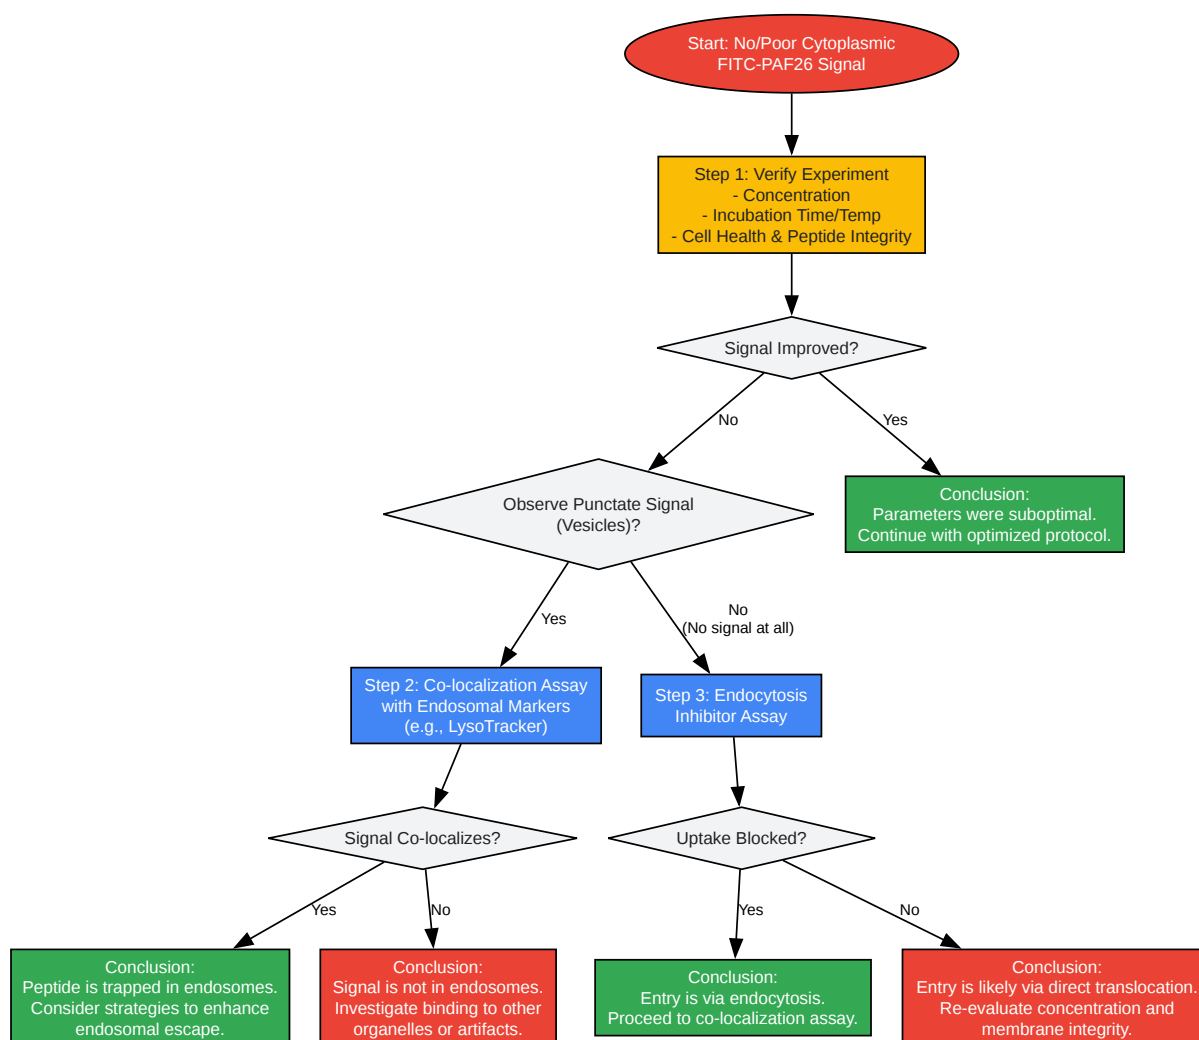 Start: No/Poor Cytoplasmic
FITC-PAF26 Signal
Step 1: Verify Experiment
- Concentration
- Incubation Time/Temp
- Cell Health & Peptide Integrity
Signal Improved?
No
Yes
Observe Punctate Signal
(Vesicles)?
Conclusion:
Parameters were suboptimal.
Continue with optimized protocol.
Yes
No
(No signal at all)
Step 2: Co-localization Assay
with Endosomal Markers
(e.g., LysoTracker)
Step 3: Endocytosis
Inhibitor Assay
Signal Co-localizes?
Uptake Blocked?
Yes
No
Yes
No
Conclusion:
Peptide is trapped in endosomes.
Consider strategies to enhance
endosomal escape.
Conclusion:
Signal is not in endosomes.
Investigate binding to other
organelles or artifacts.
Conclusion:
Entry is via endocytosis.
Proceed to co-localization assay.
Conclusion:
Entry is likely via direct translocation.
Re-evaluate concentration and
membrane integrity.